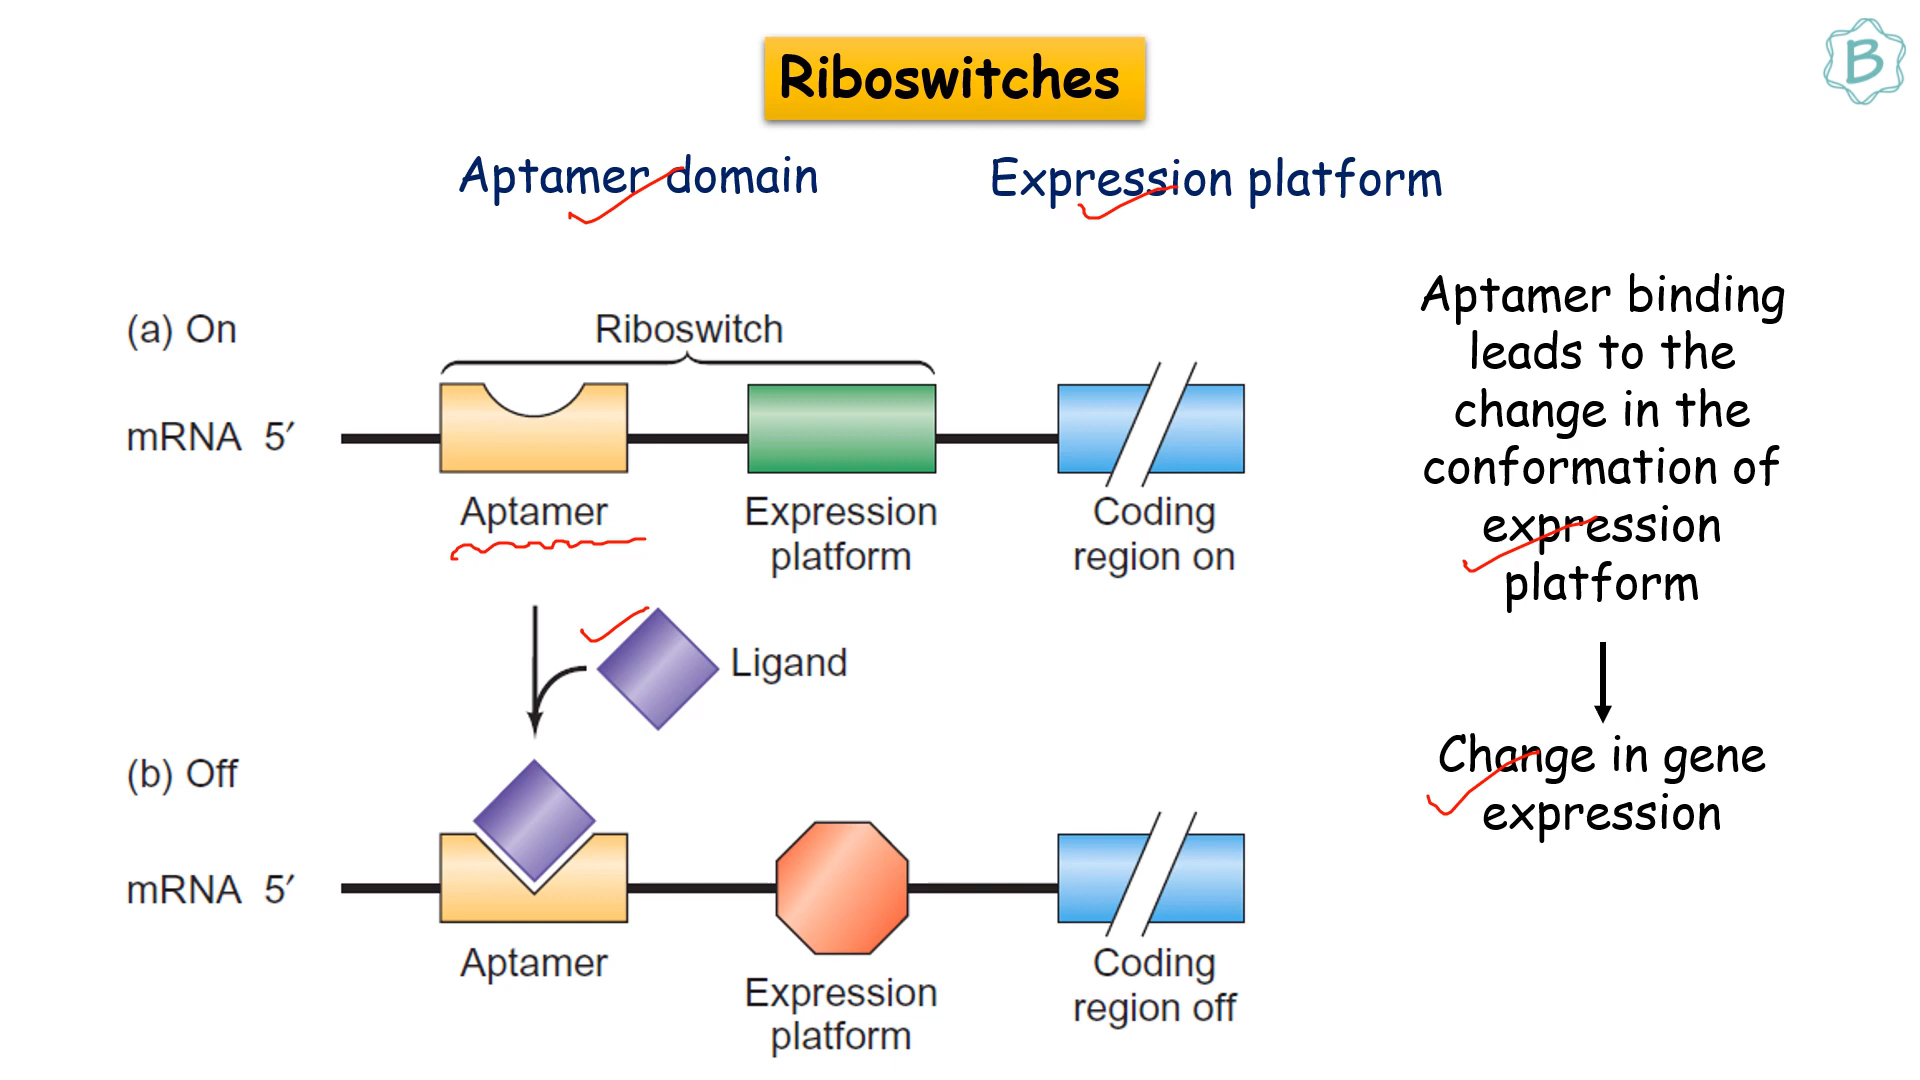 Riboswitches
B
Aptamer domain
Expression platform
(a) On
Riboswitch
mRNA 5′
Aptamer
Expression
platform
Coding
region on
Ligand
(b) Off
mRNA 5′
Aptamer
Expression
platform
Coding
region off
Aptamer binding
leads to the
change in the
conformation of
expression
platform
Change in gene
expression